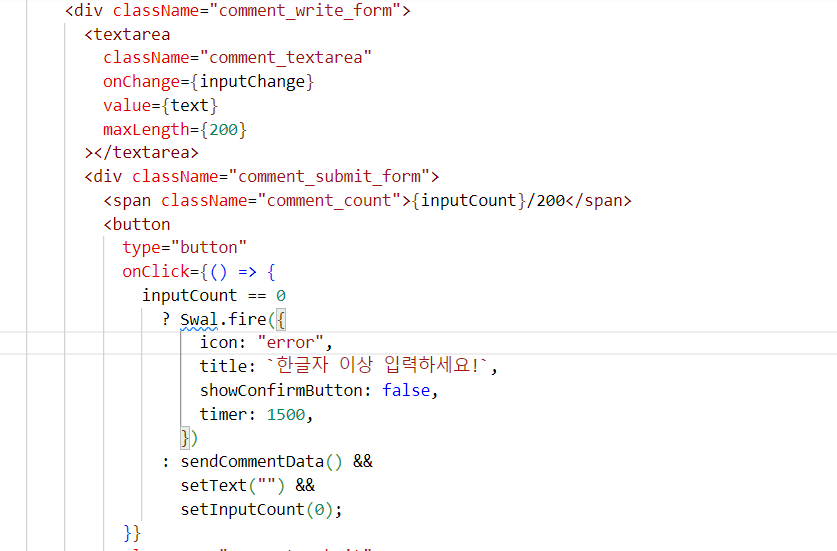 <div className="comment_write_form">
<textarea
className="comment_textarea"
onChange={inputChange}
value={text}
maxLength={200}
></textarea>
<div className="comment_submit_form">
<span className="comment_count">{inputCount}/200</span>
<button
type="button"
onClick={() => {
inputCount == 0
? Swal.fire({
icon: "error",
title: `한글자 이상 입력하세요!`,
showConfirmButton: false,
timer: 1500,
})
: sendCommentData() &&
setText("") &&
setInputCount(0);
}}